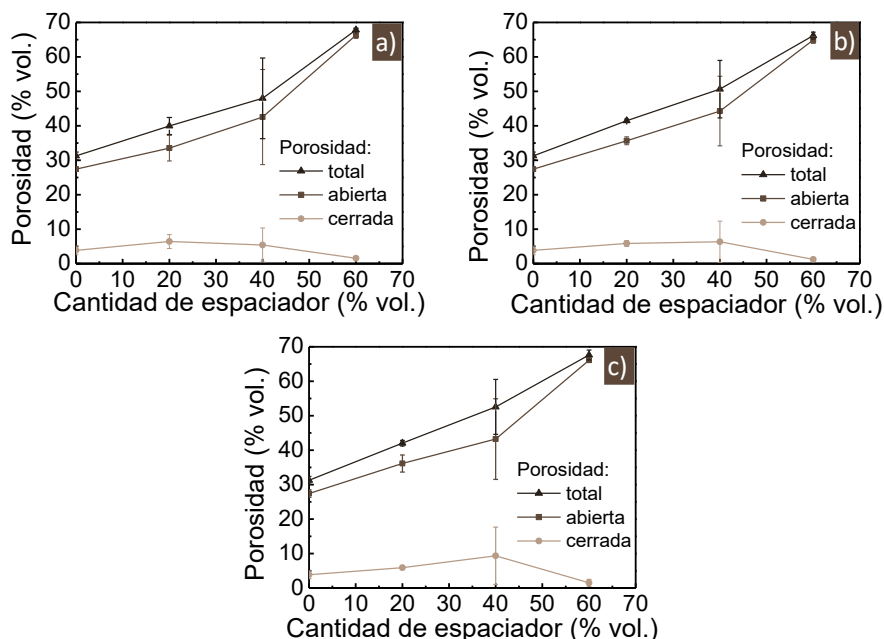 a)
Porosidad (% vol.)
70
60
50
40
30
20
10
0
Porosidad:
total
abierta
cerrada
0 10 20 30 40 50 60 70
Cantidad de espaciador (% vol.)
b)
Porosidad (% vol.)
70
60
50
40
30
20
10
0
Porosidad:
total
abierta
cerrada
0 10 20 30 40 50 60 70
Cantidad de espaciador (% vol.)
c)
Porosidad (% vol.)
70
60
50
40
30
20
10
0
Porosidad:
total
abierta
cerrada
0 10 20 30 40 50 60 70
Cantidad de espaciador (% vol.)